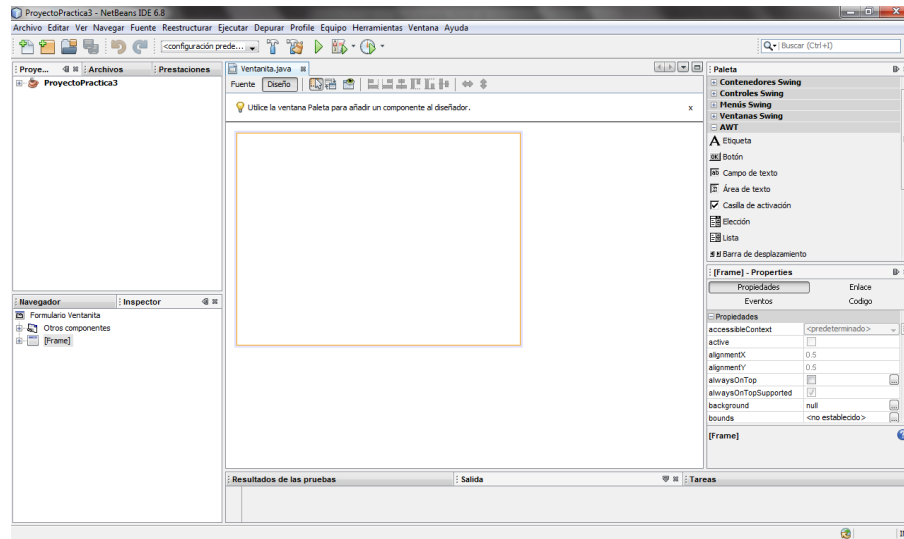 ProyectoPractica3 - NetBeans IDE 6.8
Archivo Editar Ver Navegar Fuente Reestructurar Ejecutar Depurar Profile Equipo Herramientas Ventana Ayuda
<configuración prede...
Buscar (Ctrl+I)
Proye... Archivos Prestaciones
ProyectoPractica3
Ventanita.java
Fuente Diseño
Utilice la ventana Paleta para añadir un componente al diseñador.
Paleta
Contenedores Swing
Controles Swing
Menús Swing
Ventanas Swing
AWT
Etiqueta
Botón
Campo de texto
Área de texto
Casilla de activación
Elección
Lista
Barra de desplazamiento
Navegador Inspector
Formulario Ventanita
Otros componentes
[Frame]
[Frame] - Properties
Propiedades Enlace
Eventos Codigo
Propiedades
accessibleContext <predeterminado>
active
alignmentX 0.5
alignmentY 0.5
alwaysOnTop
alwaysOnTopSupported
background null
bounds <no establecido>
[Frame]
Resultados de las pruebas Salida Tareas